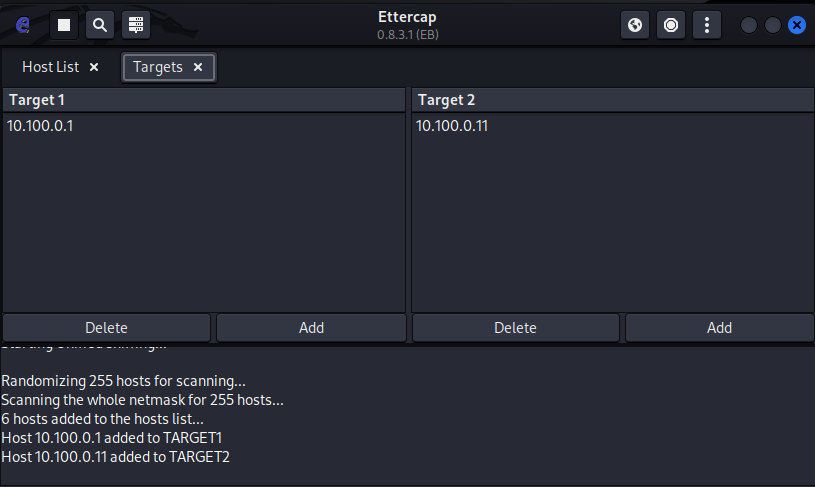 Ettercap
0.8.3.1 (EB)
Host List ×
Targets ×
Target 1
Target 2
10.100.0.1
10.100.0.11
Delete
Add
Delete
Add
Randomizing 255 hosts for scanning...
Scanning the whole netmask for 255 hosts...
6 hosts added to the hosts list...
Host 10.100.0.1 added to TARGET1
Host 10.100.0.11 added to TARGET2